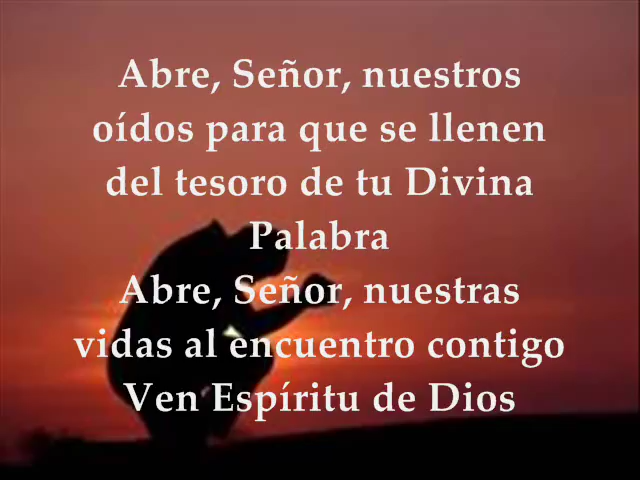 Abre, Señor, nuestros
oídos para que se llenen
del tesoro de tu Divina
Palabra
Abre, Señor, nuestras
vidas al encuentro contigo
Ven Espíritu de Dios